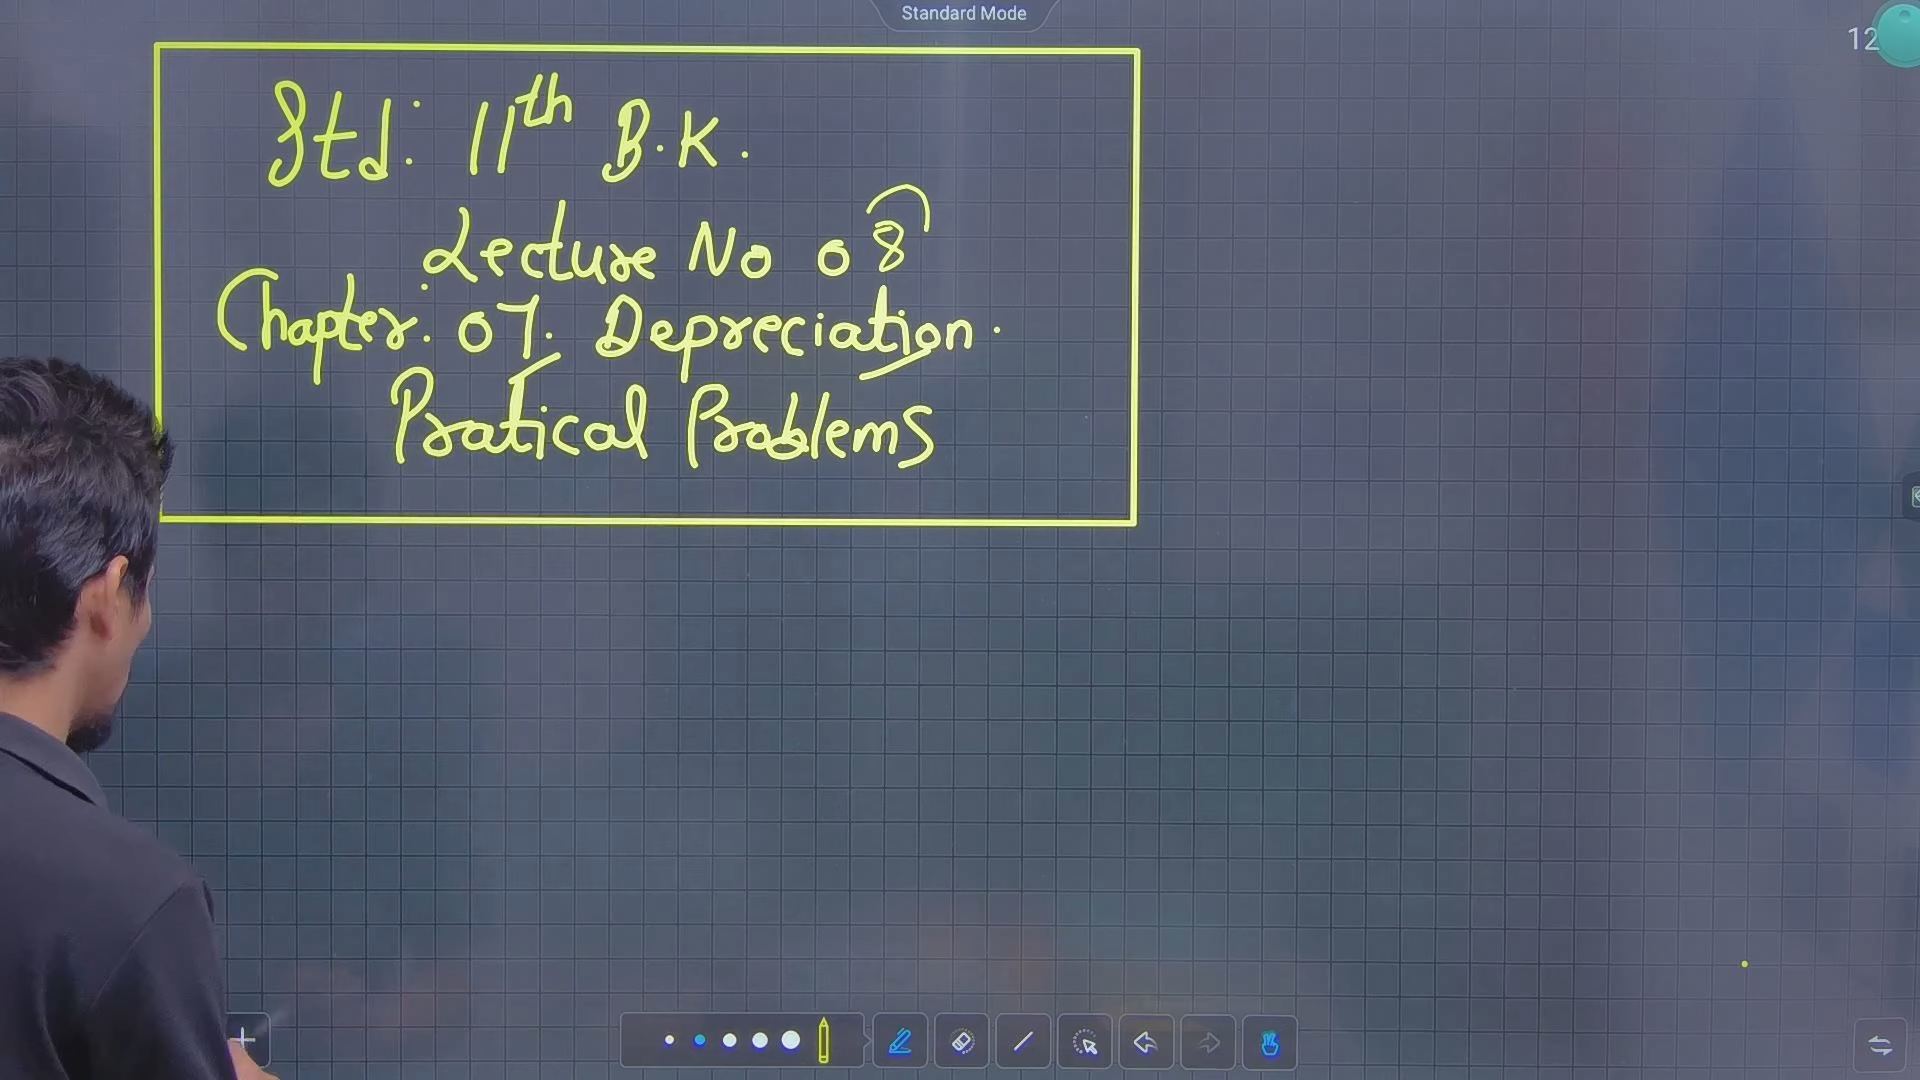 Standard Mode
12
Std: 11th B.K.
Lecture No 08
Chapter: 07. Depreciation.
Pratical Problems